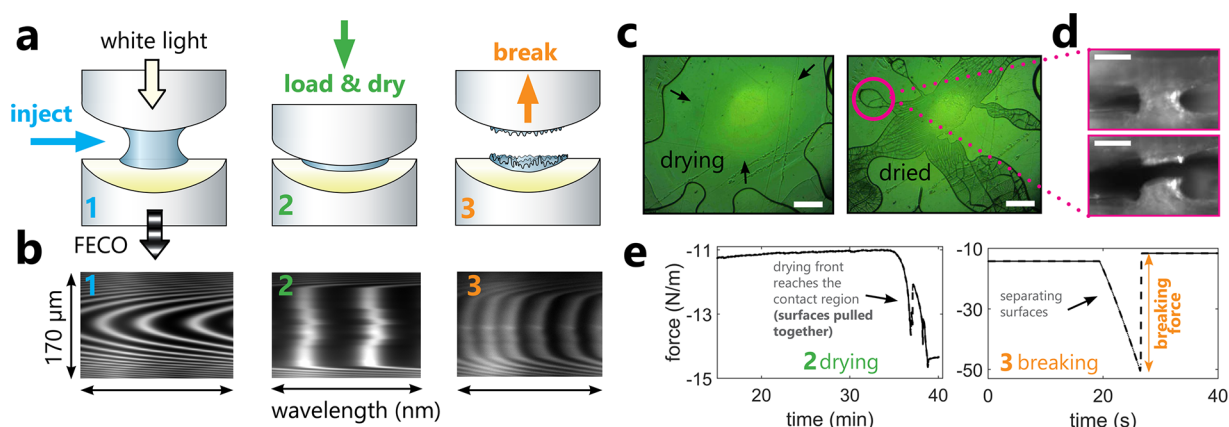 a
white light
inject
1
FECO
load & dry
2
break
3
b
170 µm
1
2
3
wavelength (nm)
c
drying
dried
d
e
force (N/m)
-11
-13
-15
20
30
40
time (min)
drying front
reaches the
contact region
(surfaces pulled
together)
2 drying
-10
-30
-50
0
20
40
time (s)
separating
surfaces
breaking
force
3 breaking